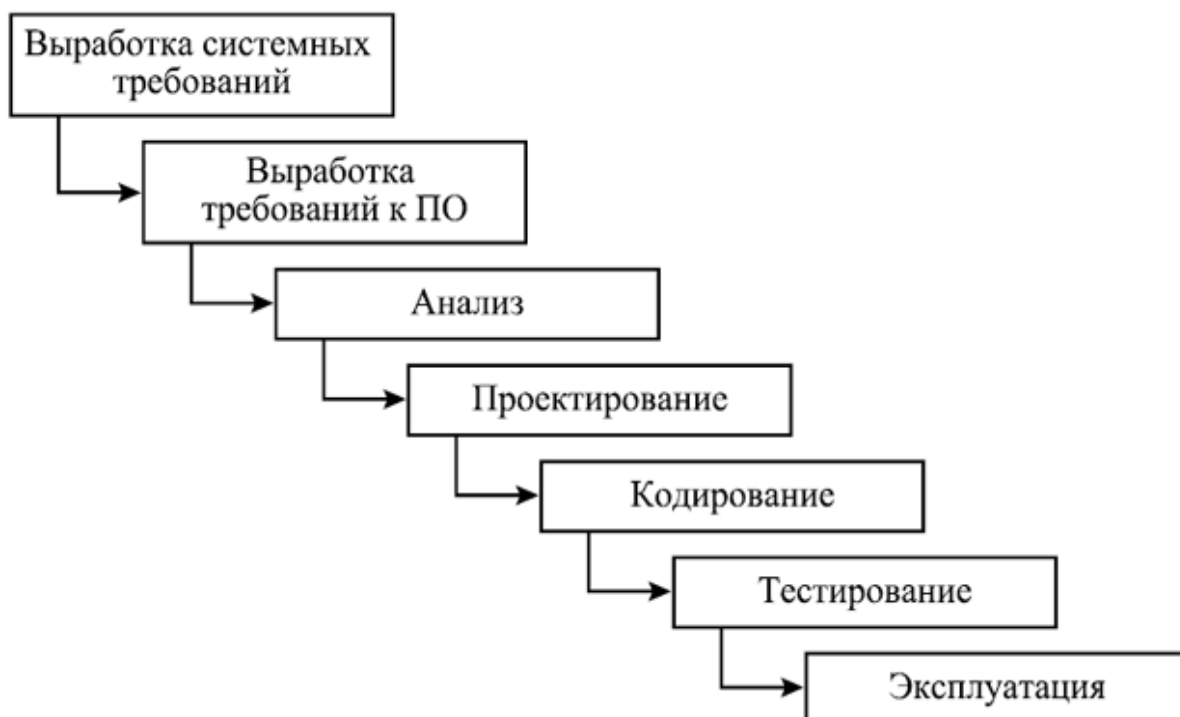 Выработка системных
требований
Выработка
требований к ПО
Анализ
Проектирование
Кодирование
Тестирование
Эксплуатация